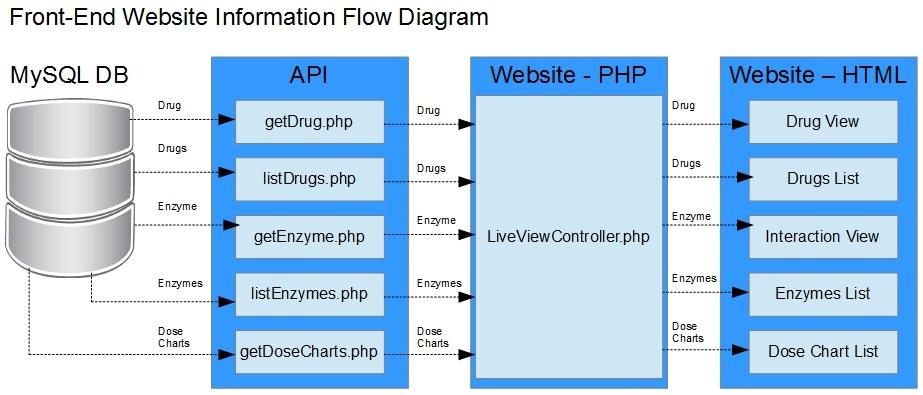 Front-End Website Information Flow Diagram
MySQL DB
API
Website - PHP
Website – HTML
Drug
getDrug.php
Drug
Drug
Drug View
Drugs
listDrugs.php
Drugs
Drugs
Drugs List
Enzyme
getEnzyme.php
Enzyme
LiveViewController.php
Enzyme
Interaction View
Enzymes
listEnzymes.php
Enzymes
Enzymes
Enzymes List
Dose
Charts
getDoseCharts.php
Dose
Charts
Dose
Charts
Dose Chart List